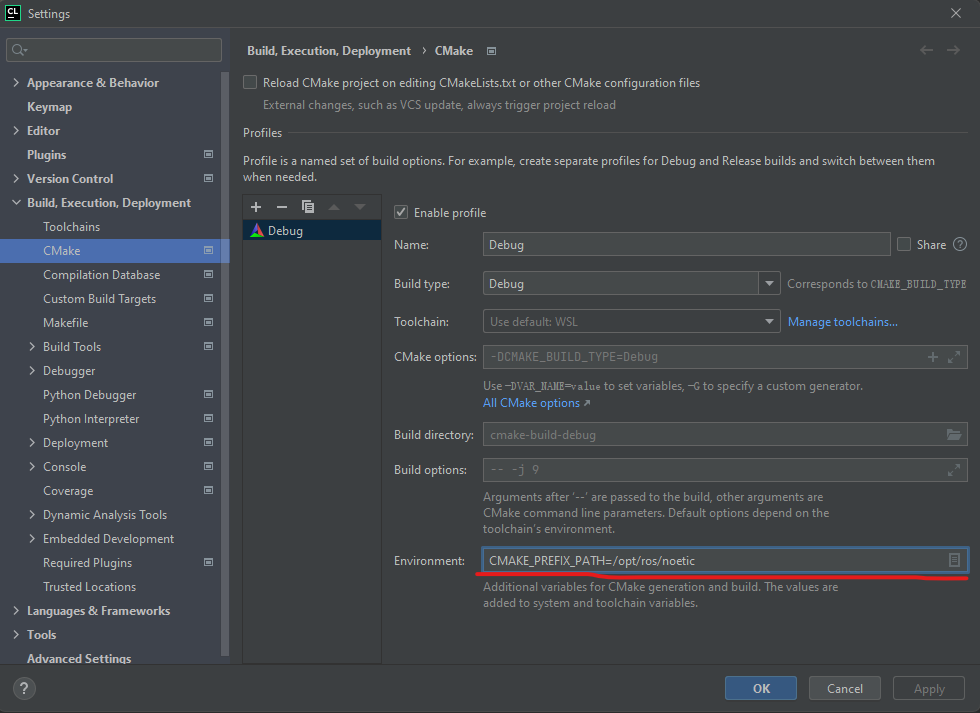 CL Settings
Build, Execution, Deployment › CMake
Appearance & Behavior
Keymap
Editor
Plugins
Version Control
Build, Execution, Deployment
Toolchains
CMake
Compilation Database
Custom Build Targets
Makefile
Build Tools
Debugger
Python Debugger
Python Interpreter
Deployment
Console
Coverage
Dynamic Analysis Tools
Embedded Development
Required Plugins
Trusted Locations
Languages & Frameworks
Tools
Advanced Settings
Reload CMake project on editing CMakeLists.txt or other CMake configuration files
External changes, such as VCS update, always trigger project reload
Profiles
Profile is a named set of build options. For example, create separate profiles for Debug and Release builds and switch between them
when needed.
Debug
Enable profile
Name: Debug Share ?
Build type: Debug Corresponds to CMAKE_BUILD_TYPE
Toolchain: Use default: WSL Manage toolchains...
CMake options: -DCMAKE_BUILD_TYPE=Debug
Use -DVAR_NAME=value to set variables, -G to specify a custom generator.
All CMake options ↗
Build directory: cmake-build-debug
Build options: -- -j 9
Arguments after '--' are passed to the build, other arguments are
CMake command line parameters. Default options depend on the
toolchain's environment.
Environment: CMAKE_PREFIX_PATH=/opt/ros/noetic
Additional variables for CMake generation and build. The values are
added to system and toolchain variables.
? OK Cancel Apply